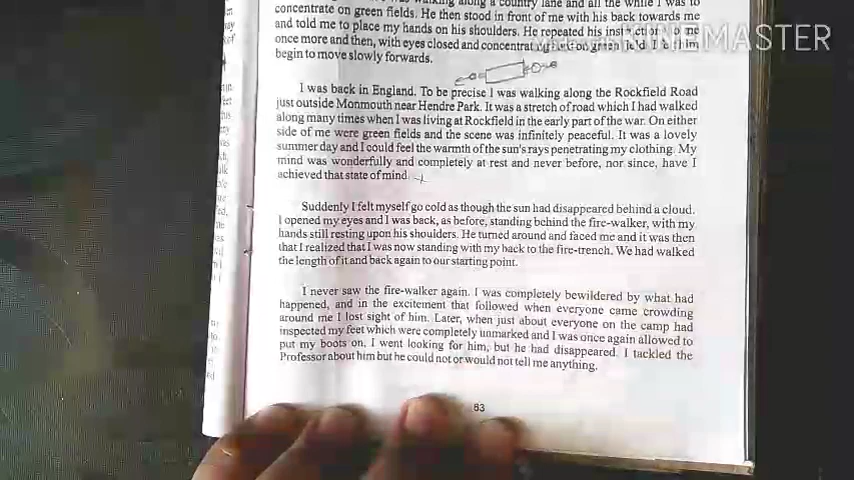 concentrate on green fields. He then stood in front of me with his back towards me
and told me to place my hands on his shoulders. He repeated his instructions to me
once more and then, with eyes closed and concentrating hard on green fields I let him
begin to move slowly forwards.
I was back in England. To be precise I was walking along the Rockfield Road
just outside Monmouth near Hendre Park. It was a stretch of road which I had walked
along many times when I was living at Rockfield in the early part of the war. On either
side of me were green fields and the scene was infinitely peaceful. It was a lovely
summer day and I could feel the warmth of the sun's rays penetrating my clothing. My
mind was wonderfully and completely at rest and never before, nor since, have I
achieved that state of mind.
Suddenly I felt myself go cold as though the sun had disappeared behind a cloud.
I opened my eyes and I was back, as before, standing behind the fire-walker, with my
hands still resting upon his shoulders. He turned around and faced me and it was then
that I realized that I was now standing with my back to the fire-trench. We had walked
the length of it and back again to our starting point.
I never saw the fire-walker again. I was completely bewildered by what had
happened, and in the excitement that followed when everyone came crowding
around me I lost sight of him. Later, when just about everyone on the camp had
inspected my feet which were completely unmarked and I was once again allowed to
put my boots on, I went looking for him, but he had disappeared. I tackled the
Professor about him but he could not or would not tell me anything.
63
KINEMASTER